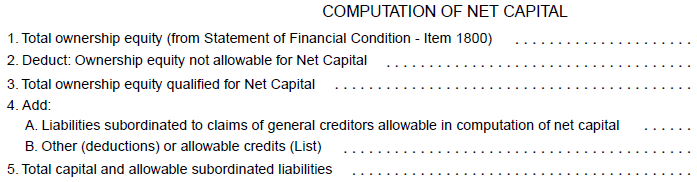 COMPUTATION OF NET CAPITAL
1. Total ownership equity (from Statement of Financial Condition - Item 1800) . . . . . . . . . . . . . . . . . . . . .
2. Deduct: Ownership equity not allowable for Net Capital . . . . . . . . . . . . . . . . . . . . . . . . . . . . . . . . . . . .
3. Total ownership equity qualified for Net Capital . . . . . . . . . . . . . . . . . . . . . . . . . . . . . . . . . . . . . . . . . .
4. Add:
A. Liabilities subordinated to claims of general creditors allowable in computation of net capital . . . . . .
B. Other (deductions) or allowable credits (List) . . . . . . . . . . . . . . . . . . . . . . . . . . . . . . . . . . . . . . . . .
5. Total capital and allowable subordinated liabilities . . . . . . . . . . . . . . . . . . . . . . . . . . . . . . . . . . . . . . . .